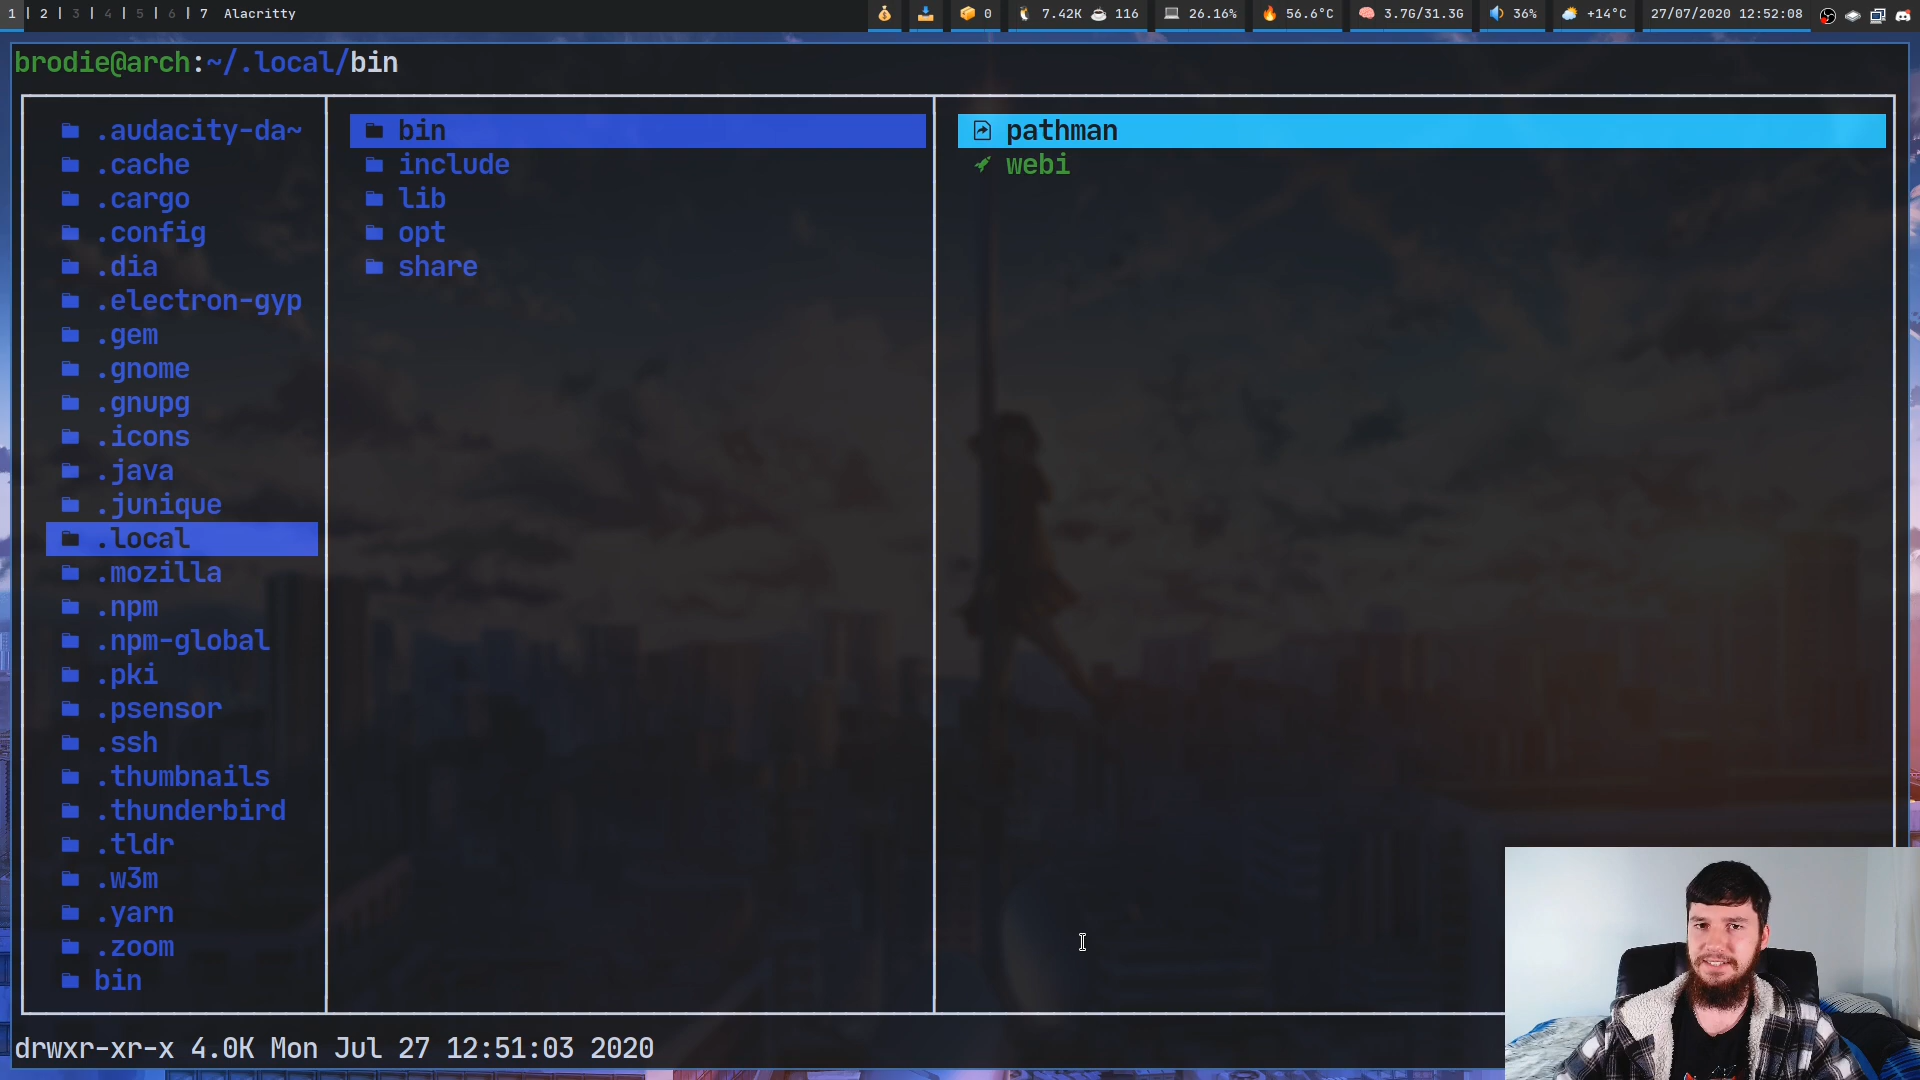 1 | 2 | 3 | 4 | 5 | 6 | 7 Alacritty
0 7.42K 116 26.16% 56.6°C 3.7G/31.3G 36% +14°C 27/07/2020 12:52:08
brodie@arch:~/.local/bin
.audacity-da~
.cache
.cargo
.config
.dia
.electron-gyp
.gem
.gnome
.gnupg
.icons
.java
.junique
.local
.mozilla
.npm
.npm-global
.pki
.psensor
.ssh
.thumbnails
.thunderbird
.tldr
.w3m
.yarn
.zoom
bin
bin
include
lib
opt
share
pathman
webi
drwxr-xr-x 4.0K Mon Jul 27 12:51:03 2020